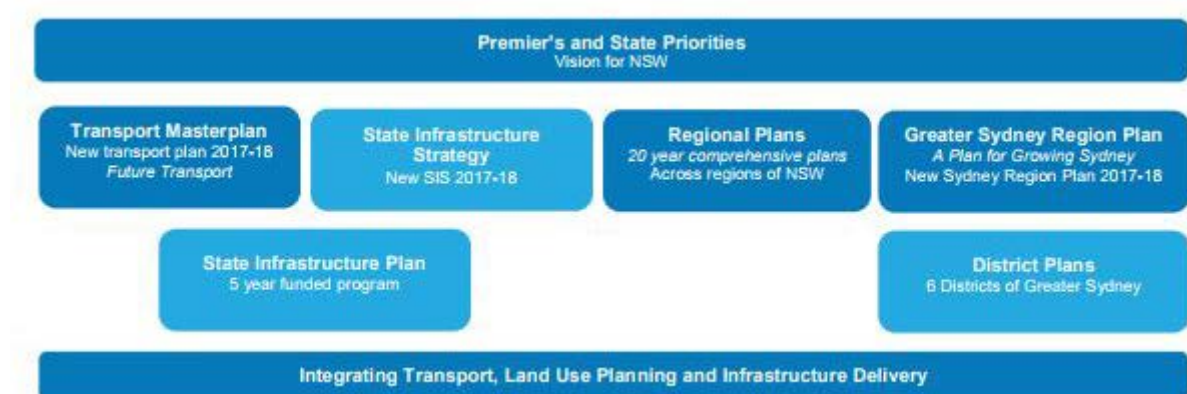 Premier's and State Priorities
Vision for NSW
Transport Masterplan
New transport plan 2017-18
Future Transport
State Infrastructure
Strategy
New SIS 2017-18
Regional Plans
20 year comprehensive plans
Across regions of NSW
Greater Sydney Region Plan
A Plan for Growing Sydney
New Sydney Region Plan 2017-18
State Infrastructure Plan
5 year funded program
District Plans
6 Districts of Greater Sydney
Integrating Transport, Land Use Planning and Infrastructure Delivery